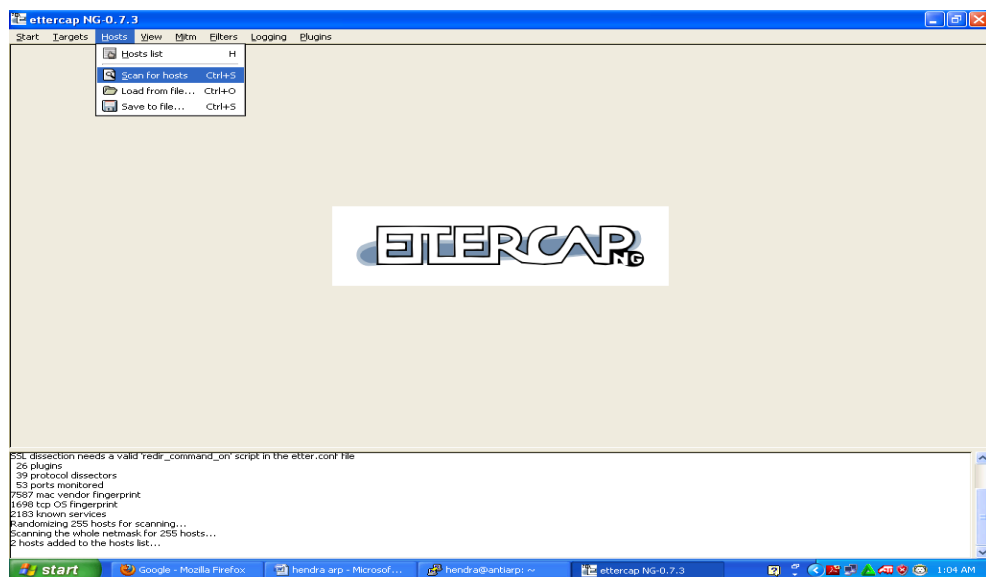 ettercap NG-0.7.3
Start Targets Hosts View Mitm Filters Logging Plugins
Hosts list H
Scan for hosts Ctrl+S
Load from file... Ctrl+O
Save to file... Ctrl+S
ETTERCAP NG
SSL dissection needs a valid 'redir_command_on' script in the etter.conf file
26 plugins
39 protocol dissectors
53 ports monitored
7587 mac vendor fingerprint
1698 tcp OS fingerprint
2183 known services
Randomizing 255 hosts for scanning...
Scanning the whole netmask for 255 hosts...
2 hosts added to the hosts list...
start Google - Mozilla Firefox hendra arp - Microsof... hendra@antiarp: ~ ettercap NG-0.7.3 1:04 AM